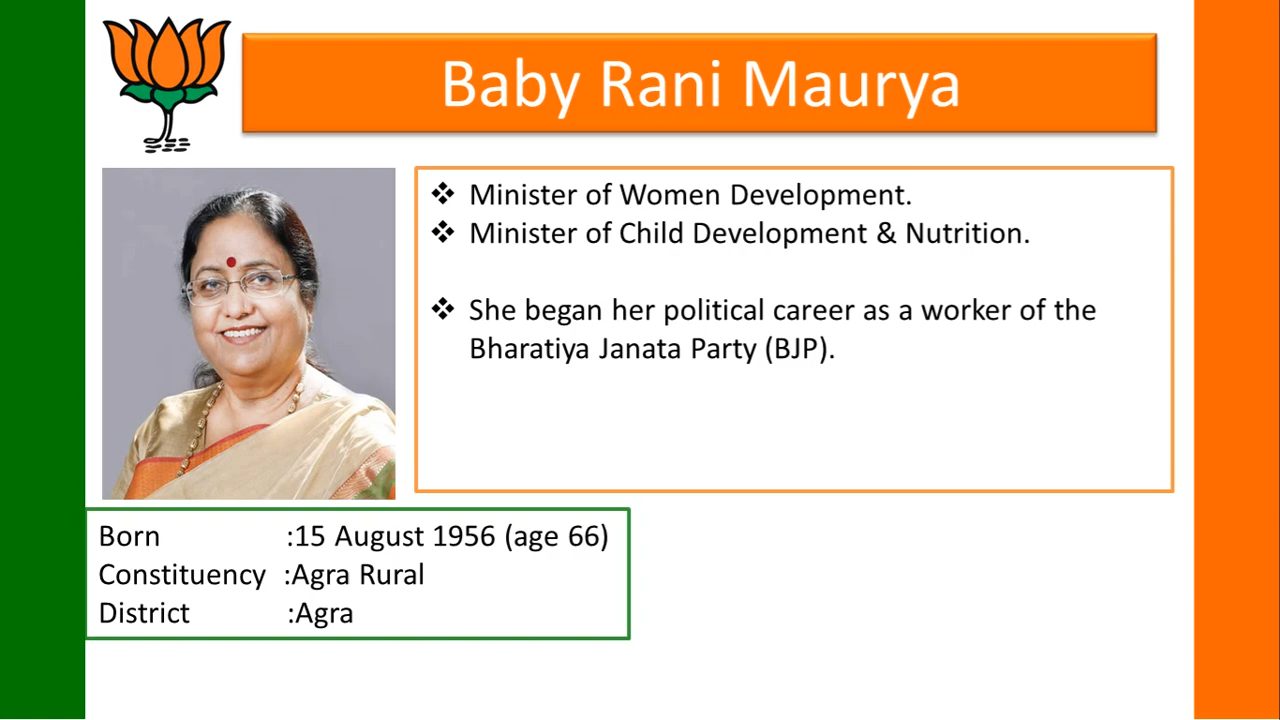 Baby Rani Maurya
❖ Minister of Women Development.
❖ Minister of Child Development & Nutrition.
❖ She began her political career as a worker of the
Bharatiya Janata Party (BJP).
Born :15 August 1956 (age 66)
Constituency :Agra Rural
District :Agra